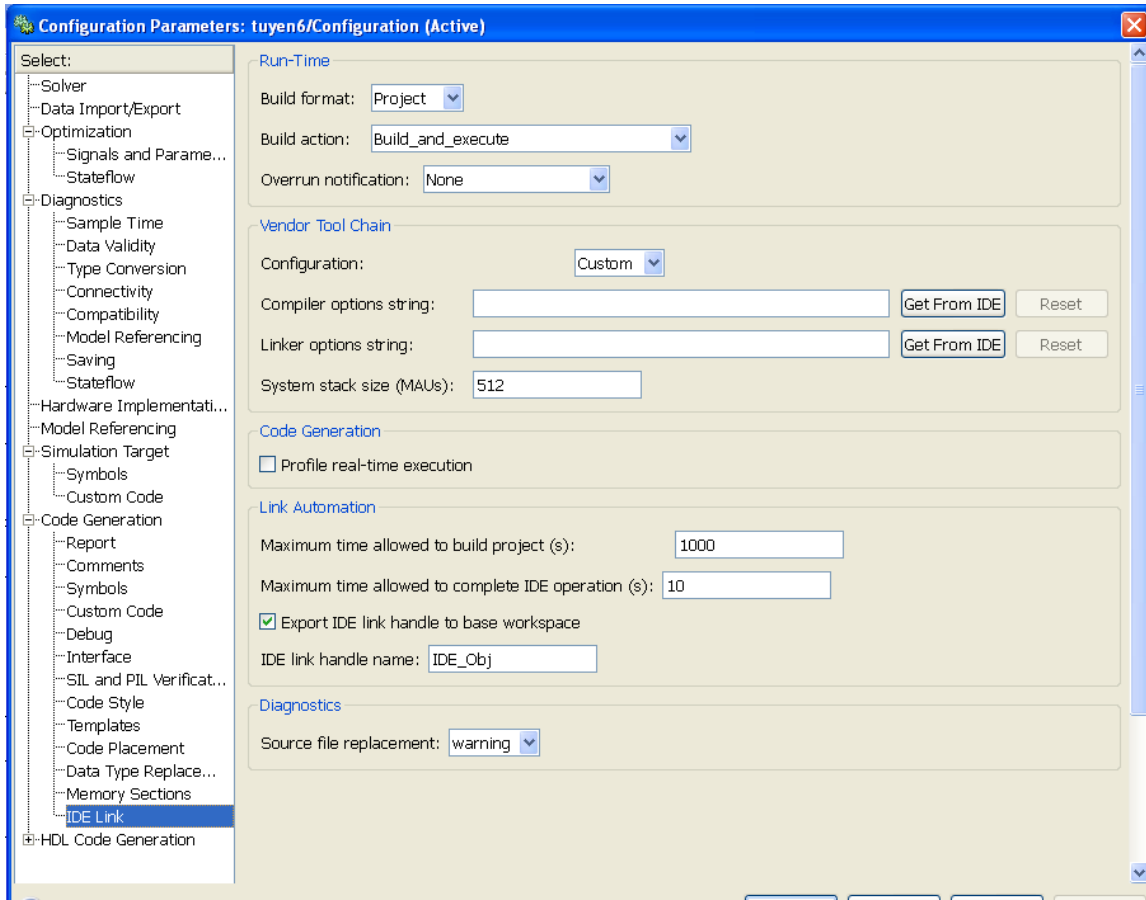 Configuration Parameters: tuyen6/Configuration (Active)
Select:
Solver
Data Import/Export
Optimization
Signals and Parame...
Stateflow
Diagnostics
Sample Time
Data Validity
Type Conversion
Connectivity
Compatibility
Model Referencing
Saving
Stateflow
Hardware Implementati...
Model Referencing
Simulation Target
Symbols
Custom Code
Code Generation
Report
Comments
Symbols
Custom Code
Debug
Interface
SIL and PIL Verificat...
Code Style
Templates
Code Placement
Data Type Replace...
Memory Sections
IDE Link
HDL Code Generation
Run-Time
Build format: Project
Build action: Build_and_execute
Overrun notification: None
Vendor Tool Chain
Configuration: Custom
Compiler options string: Get From IDE Reset
Linker options string: Get From IDE Reset
System stack size (MAUs): 512
Code Generation
Profile real-time execution
Link Automation
Maximum time allowed to build project (s): 1000
Maximum time allowed to complete IDE operation (s): 10
Export IDE link handle to base workspace
IDE link handle name: IDE_Obj
Diagnostics
Source file replacement: warning